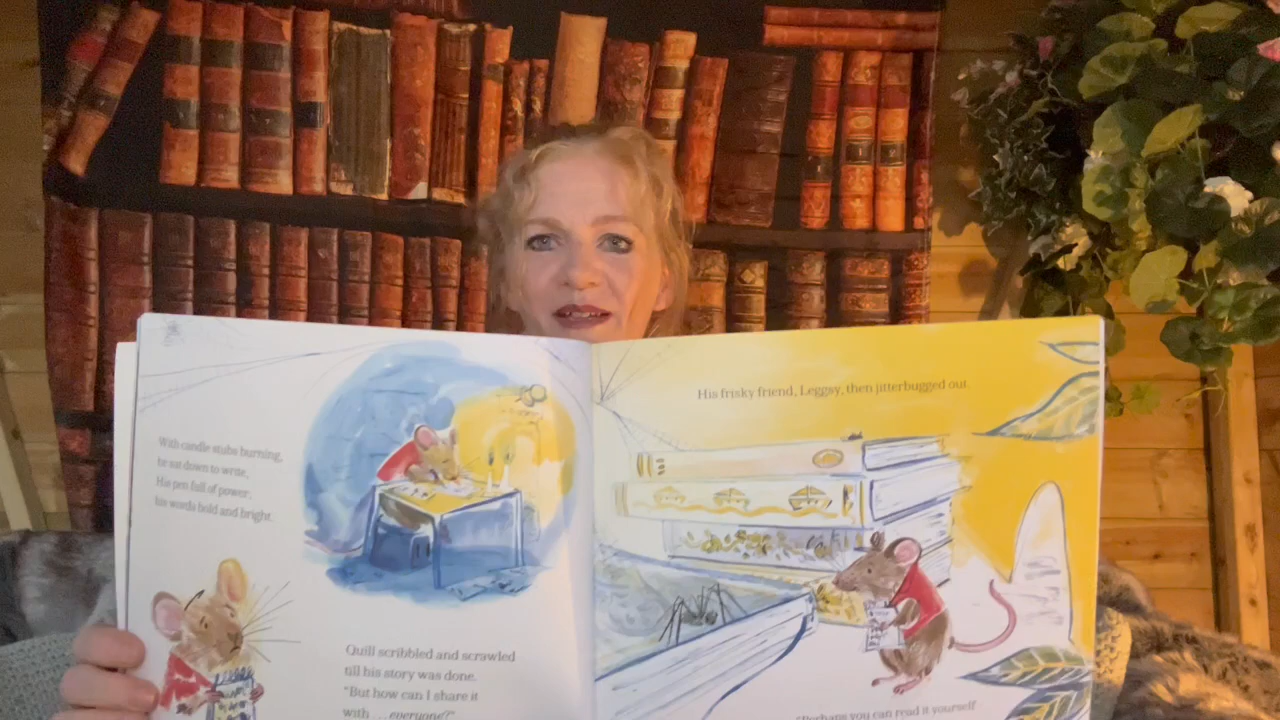 With candle stubs burning,
he sat down to write,
His pen full of power,
his words bold and bright.
Quill scribbled and scrawled
till his story was done.
"But how can I share it
with ... everyone?"
His frisky friend, Leggsy, then jitterbugged out.
"Perhaps you can read it yourself